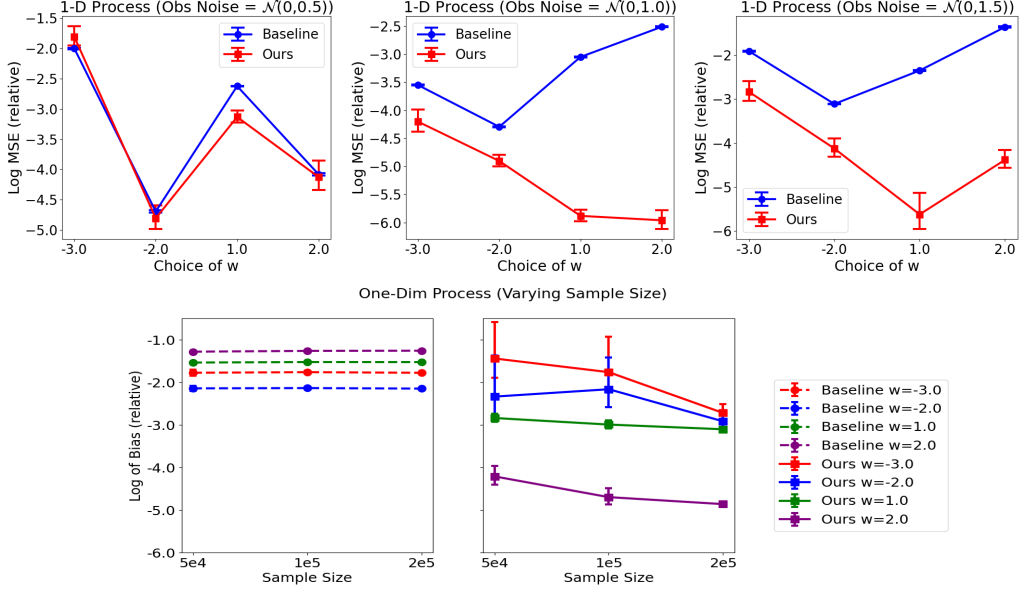 1-D Process (Obs Noise = 𝒩(0,0.5))
Log MSE (relative)
−1.5
−2.0
−2.5
−3.0
−3.5
−4.0
−4.5
−5.0
Baseline
Ours
-3.0 -2.0 1.0 2.0
Choice of w
1-D Process (Obs Noise = 𝒩(0,1.0))
Log MSE (relative)
−2.5
−3.0
−3.5
−4.0
−4.5
−5.0
−5.5
−6.0
Baseline
Ours
-3.0 -2.0 1.0 2.0
Choice of w
1-D Process (Obs Noise = 𝒩(0,1.5))
Log MSE (relative)
−2
−3
−4
−5
−6
Baseline
Ours
-3.0 -2.0 1.0 2.0
Choice of w
One-Dim Process (Varying Sample Size)
Log of Bias (relative)
-1.0
-2.0
-3.0
-4.0
-5.0
-6.0
5e4 1e5 2e5
Sample Size
5e4 1e5 2e5
Sample Size
Baseline w=-3.0
Baseline w=-2.0
Baseline w=1.0
Baseline w=2.0
Ours w=-3.0
Ours w=-2.0
Ours w=1.0
Ours w=2.0